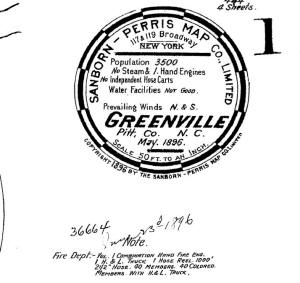 4 Sheets.
1
SANBORN - PERRIS MAP CO., LIMITED
117 & 119 Broadway
NEW YORK
Population 3500
No Steam & 1 Hand Engines
No Independent Hose Carts
Water Facilities NOT GOOD.
Prevailing Winds N. & S.
GREENVILLE
Pitt, Co. N. C.
May. 1896.
SCALE 50 FT. TO AN INCH.
COPYRIGHT 1896 BY THE SANBORN - PERRIS MAP CO. LIMITED
36664
23d 1896
Note.
Fire Dept:- VOL. 1 COMBINATION HAND FIRE ENG.
1 H. & L. TRUCK, 1 HOSE REEL 1000'
2½" HOSE. 90 MEMBERS. 40 COLORED
MEMBERS WITH H.&L. TRUCK.